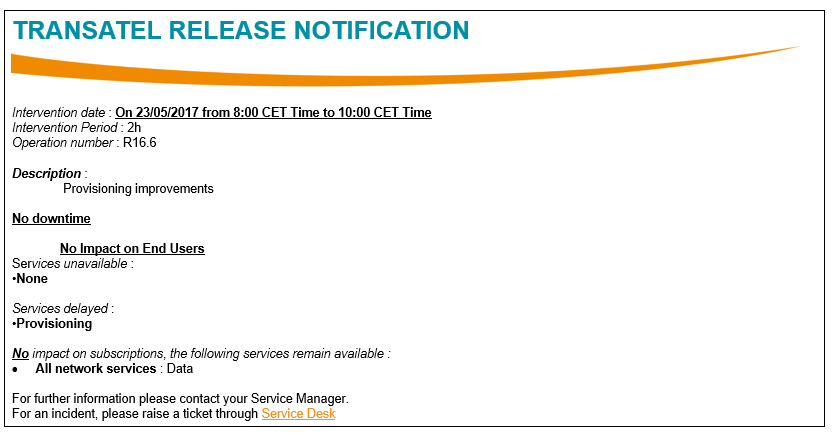 TRANSATEL RELEASE NOTIFICATION
Intervention date : On 23/05/2017 from 8:00 CET Time to 10:00 CET Time
Intervention Period : 2h
Operation number : R16.6
Description :
Provisioning improvements
No downtime
No Impact on End Users
Services unavailable :
•None
Services delayed :
•Provisioning
No impact on subscriptions, the following services remain available :
• All network services : Data
For further information please contact your Service Manager.
For an incident, please raise a ticket through Service Desk